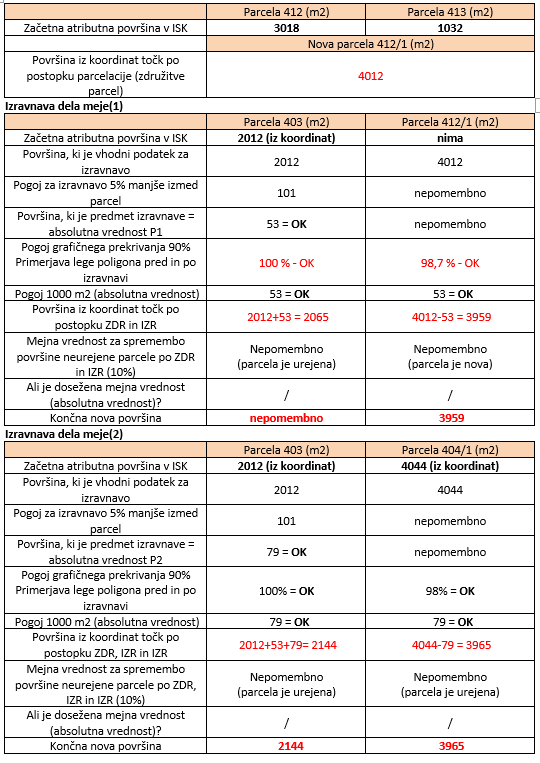 Parcela 412 (m2) Parcela 413 (m2)
Začetna atributna površina v ISK 3018 1032
Nova parcela 412/1 (m2)
Površina iz koordinat točk po
postopku parcelacije (združitve
parcel)
4012
Izravnava dela meje(1)
Parcela 403 (m2) Parcela 412/1 (m2)
Začetna atributna površina v ISK 2012 (iz koordinat) nima
Površina, ki je vhodni podatek za
izravnavo
2012 4012
Pogoj za izravnavo 5% manjše izmed
parcel
101 nepomembno
Površina, ki je predmet izravnave =
absolutna vrednost P1
53 = OK nepomembno
Pogoj grafičnega prekrivanja 90%
Primerjava lege poligona pred in po
izravnavi
100 % - OK 98,7 % - OK
Pogoj 1000 m2 (absolutna vrednost) 53 = OK 53 = OK
Površina iz koordinat točk po
postopku ZDR in IZR
2012+53 = 2065 4012-53 = 3959
Mejna vrednost za spremembo
površine neurejene parcele po ZDR
in IZR (10%)
Nepomembno
(parcela je urejena)
Nepomembno
(parcela je nova)
Ali je dosežena mejna vrednost
(absolutna vrednost)?
/ /
Končna nova površina nepomembno 3959
Izravnava dela meje(2)
Parcela 403 (m2) Parcela 404/1 (m2)
Začetna atributna površina v ISK 2012 (iz koordinat) 4044 (iz koordinat)
Površina, ki je vhodni podatek za
izravnavo
2012 4044
Pogoj za izravnavo 5% manjše izmed
parcel
101 nepomembno
Površina, ki je predmet izravnave =
absolutna vrednost P2
79 = OK nepomembno
Pogoj grafičnega prekrivanja 90%
Primerjava lege poligona pred in po
izravnavi
100% = OK 98% = OK
Pogoj 1000 m2 (absolutna vrednost) 79 = OK 79 = OK
Površina iz koordinat točk po
postopku ZDR, IZR in IZR
2012+53+79= 2144 4044-79 = 3965
Mejna vrednost za spremembo
površine neurejene parcele po ZDR,
IZR in IZR (10%)
Nepomembno
(parcela je urejena)
Nepomembno
(parcela je urejena)
Ali je dosežena mejna vrednost
(absolutna vrednost)?
/ /
Končna nova površina 2144 3965